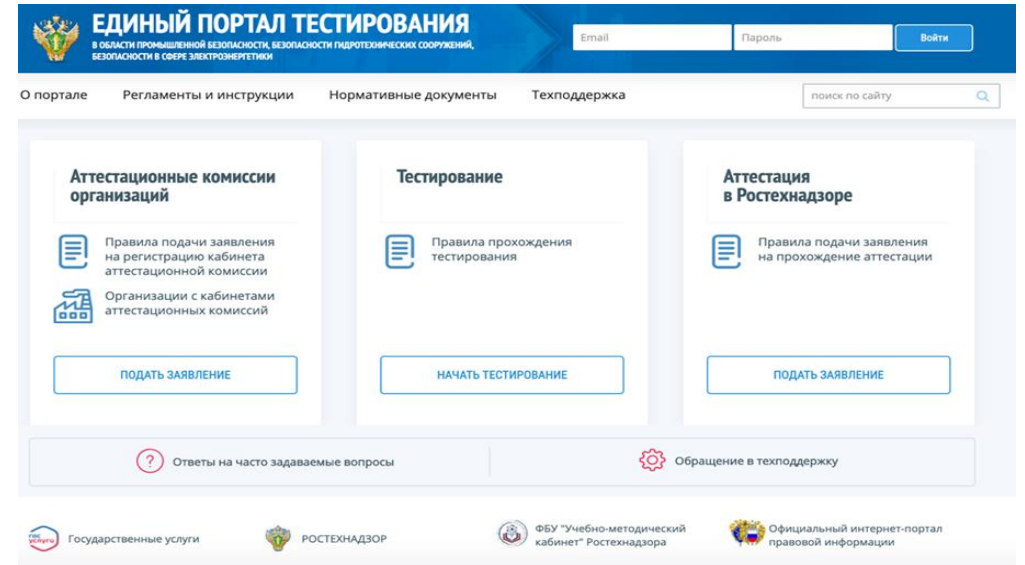 ЕДИНЫЙ ПОРТАЛ ТЕСТИРОВАНИЯ
В ОБЛАСТИ ПРОМЫШЛЕННОЙ БЕЗОПАСНОСТИ, БЕЗОПАСНОСТИ ГИДРОТЕХНИЧЕСКИХ СООРУЖЕНИЙ,
БЕЗОПАСНОСТИ В СФЕРЕ ЭЛЕКТРОЭНЕРГЕТИКИ
Email
Пароль
Войти
О портале
Регламенты и инструкции
Нормативные документы
Техподдержка
поиск по сайту
Аттестационные комиссии
организаций
Правила подачи заявления
на регистрацию кабинета
аттестационной комиссии
Организации с кабинетами
аттестационных комиссий
ПОДАТЬ ЗАЯВЛЕНИЕ
Тестирование
Правила прохождения
тестирования
НАЧАТЬ ТЕСТИРОВАНИЕ
Аттестация
в Ростехнадзоре
Правила подачи заявления
на прохождение аттестации
ПОДАТЬ ЗАЯВЛЕНИЕ
?
Ответы на часто задаваемые вопросы
Обращение в техподдержку
гос
услуги
Государственные услуги
РОСТЕХНАДЗОР
ФБУ "Учебно-методический
кабинет" Ростехнадзора
Официальный интернет-портал
правовой информации